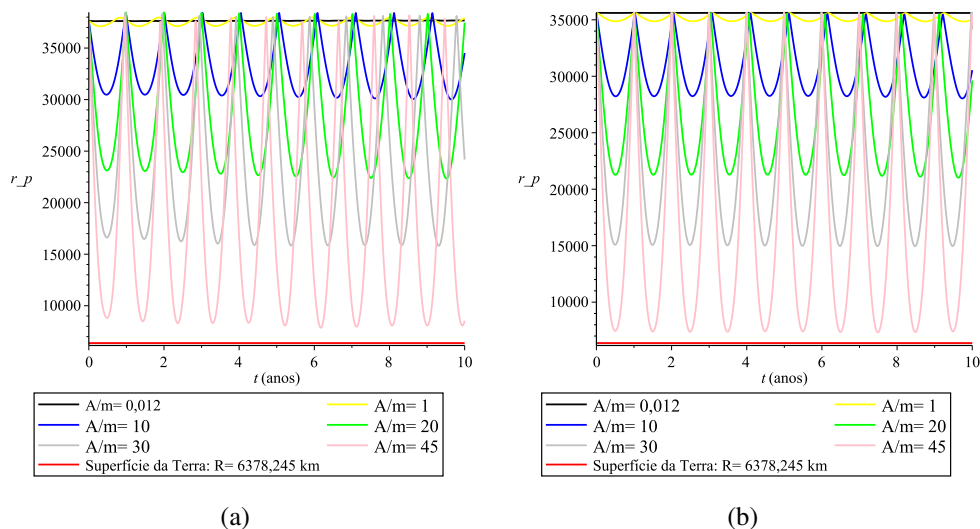 35000
30000
25000
r_p
20000
15000
10000
0 2 4 6 8 10
t (anos)
A/m= 0,012 A/m= 1
A/m= 10 A/m= 20
A/m= 30 A/m= 45
Superfície da Terra: R= 6378,245 km
(a)
35000
30000
25000
r_p
20000
15000
10000
0 2 4 6 8 10
t (anos)
A/m= 0,012 A/m= 1
A/m= 10 A/m= 20
A/m= 30 A/m= 45
Superfície da Terra: R= 6378,245 km
(b)